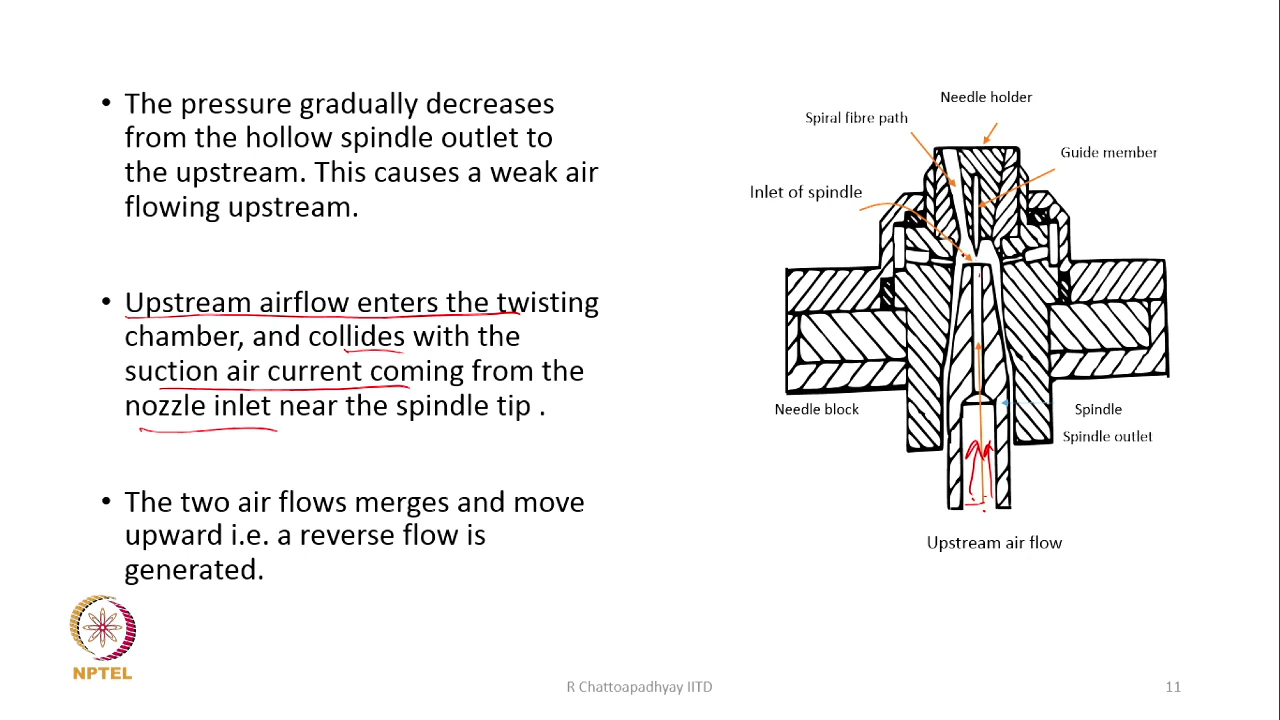 • The pressure gradually decreases
from the hollow spindle outlet to
the upstream. This causes a weak air
flowing upstream.
• Upstream airflow enters the twisting
chamber, and collides with the
suction air current coming from the
nozzle inlet near the spindle tip .
• The two air flows merges and move
upward i.e. a reverse flow is
generated.
Needle holder
Spiral fibre path
Guide member
Inlet of spindle
Needle block
Spindle
Spindle outlet
Upstream air flow
NPTEL
R Chattoapadhyay IITD
11